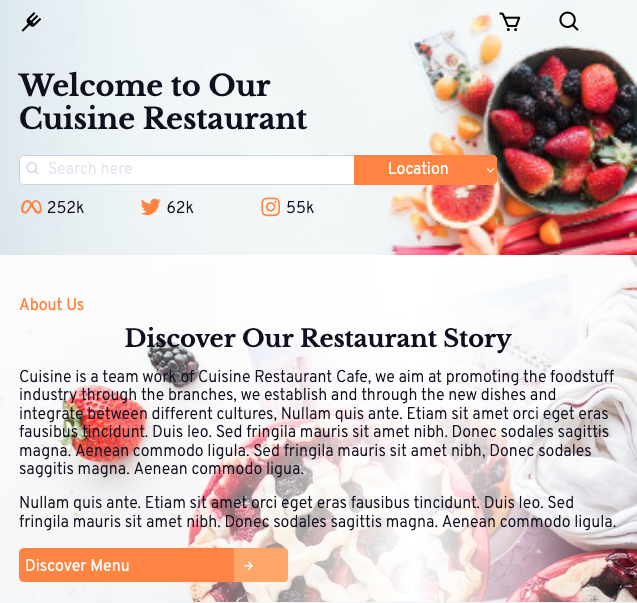 Welcome to Our
Cuisine Restaurant
Search here
Location
252k
62k
55k
About Us
Discover Our Restaurant Story
Cuisine is a team work of Cuisine Restaurant Cafe, we aim at promoting the foodstuff
industry through the branches, we establish and through the new dishes and
integrate between different cultures, Nullam quis ante. Etiam sit amet orci eget eras
fausibus tincidunt. Duis leo. Sed fringila mauris sit amet nibh. Donec sodales sagittis
magna. Aenean commodo ligula. Sed fringila mauris sit amet nibh, Donec sodales
saggitis magna. Aenean commodo ligua.
Nullam quis ante. Etiam sit amet orci eget eras fausibus tincidunt. Duis leo. Sed
fringila mauris sit amet nibh. Donec sodales sagittis magna. Aenean commodo ligula.
Discover Menu